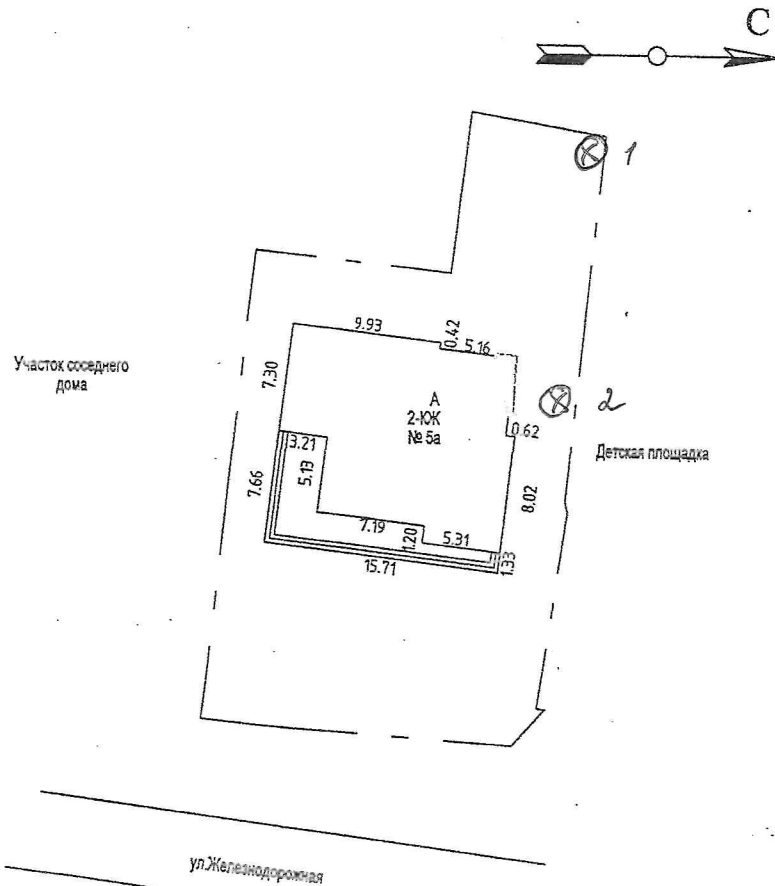 С
1
9.93
0.42
5.16
Участок соседнего
дома
7.30
А
2-КЖ
№ 5а
2
0.62
Детская площадка
3.21
5.13
7.66
8.02
7.19
1.20
5.31
1.33
15.71
ул.Железнодорожная